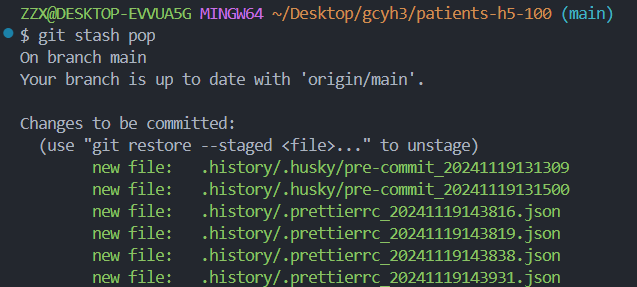 ZZX@DESKTOP-EVVUA5G MINGW64 ~/Desktop/gcyh3/patients-h5-100 (main)
$ git stash pop
On branch main
Your branch is up to date with 'origin/main'.

Changes to be committed:
  (use "git restore --staged <file>..." to unstage)
        new file:   .history/.husky/pre-commit_20241119131309
        new file:   .history/.husky/pre-commit_20241119131500
        new file:   .history/.prettierrc_20241119143816.json
        new file:   .history/.prettierrc_20241119143819.json
        new file:   .history/.prettierrc_20241119143838.json
        new file:   .history/.prettierrc_20241119143931.json